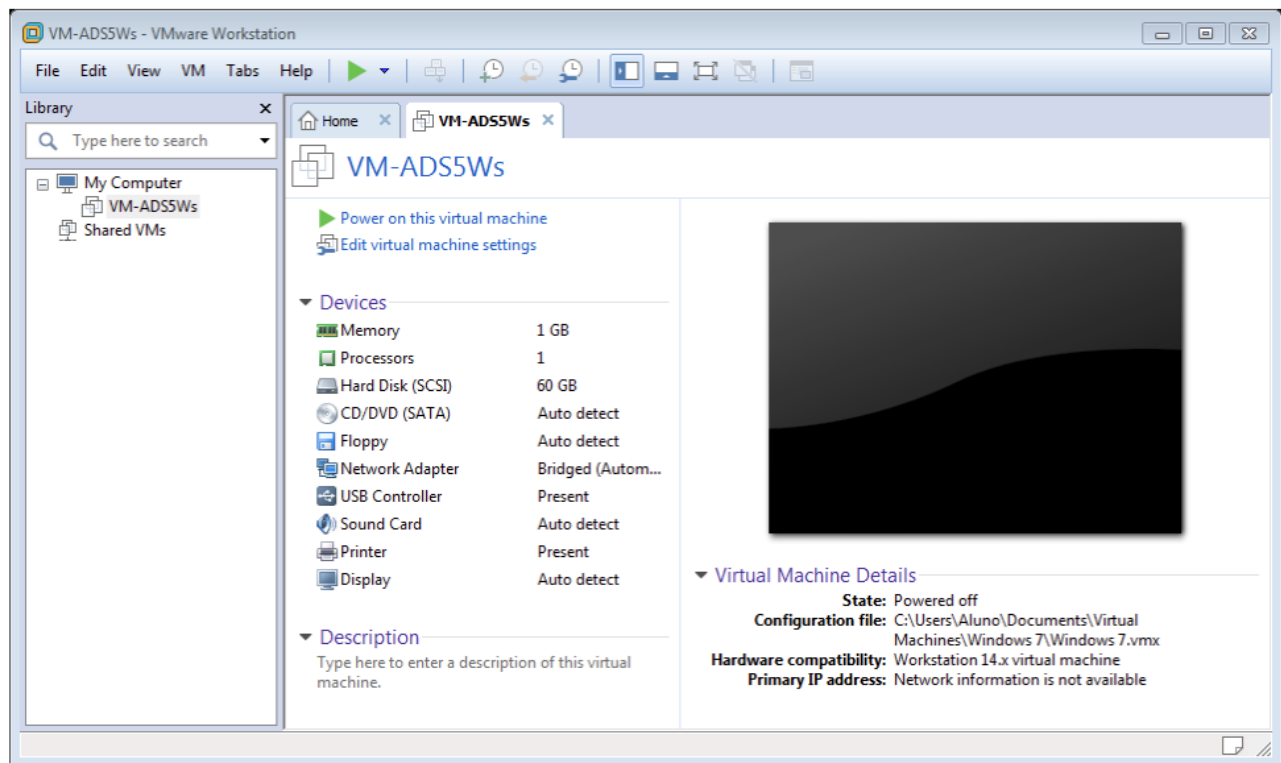 VM-ADS5Ws - VMware Workstation
File Edit View VM Tabs Help
Library x
Type here to search
My Computer
VM-ADS5Ws
Shared VMs
Home VM-ADS5Ws
VM-ADS5Ws
Power on this virtual machine
Edit virtual machine settings
Devices
Memory 1 GB
Processors 1
Hard Disk (SCSI) 60 GB
CD/DVD (SATA) Auto detect
Floppy Auto detect
Network Adapter Bridged (Autom...
USB Controller Present
Sound Card Auto detect
Printer Present
Display Auto detect
Description
Type here to enter a description of this virtual
machine.
Virtual Machine Details
State: Powered off
Configuration file: C:\Users\Aluno\Documents\Virtual
Machines\Windows 7\Windows 7.vmx
Hardware compatibility: Workstation 14.x virtual machine
Primary IP address: Network information is not available